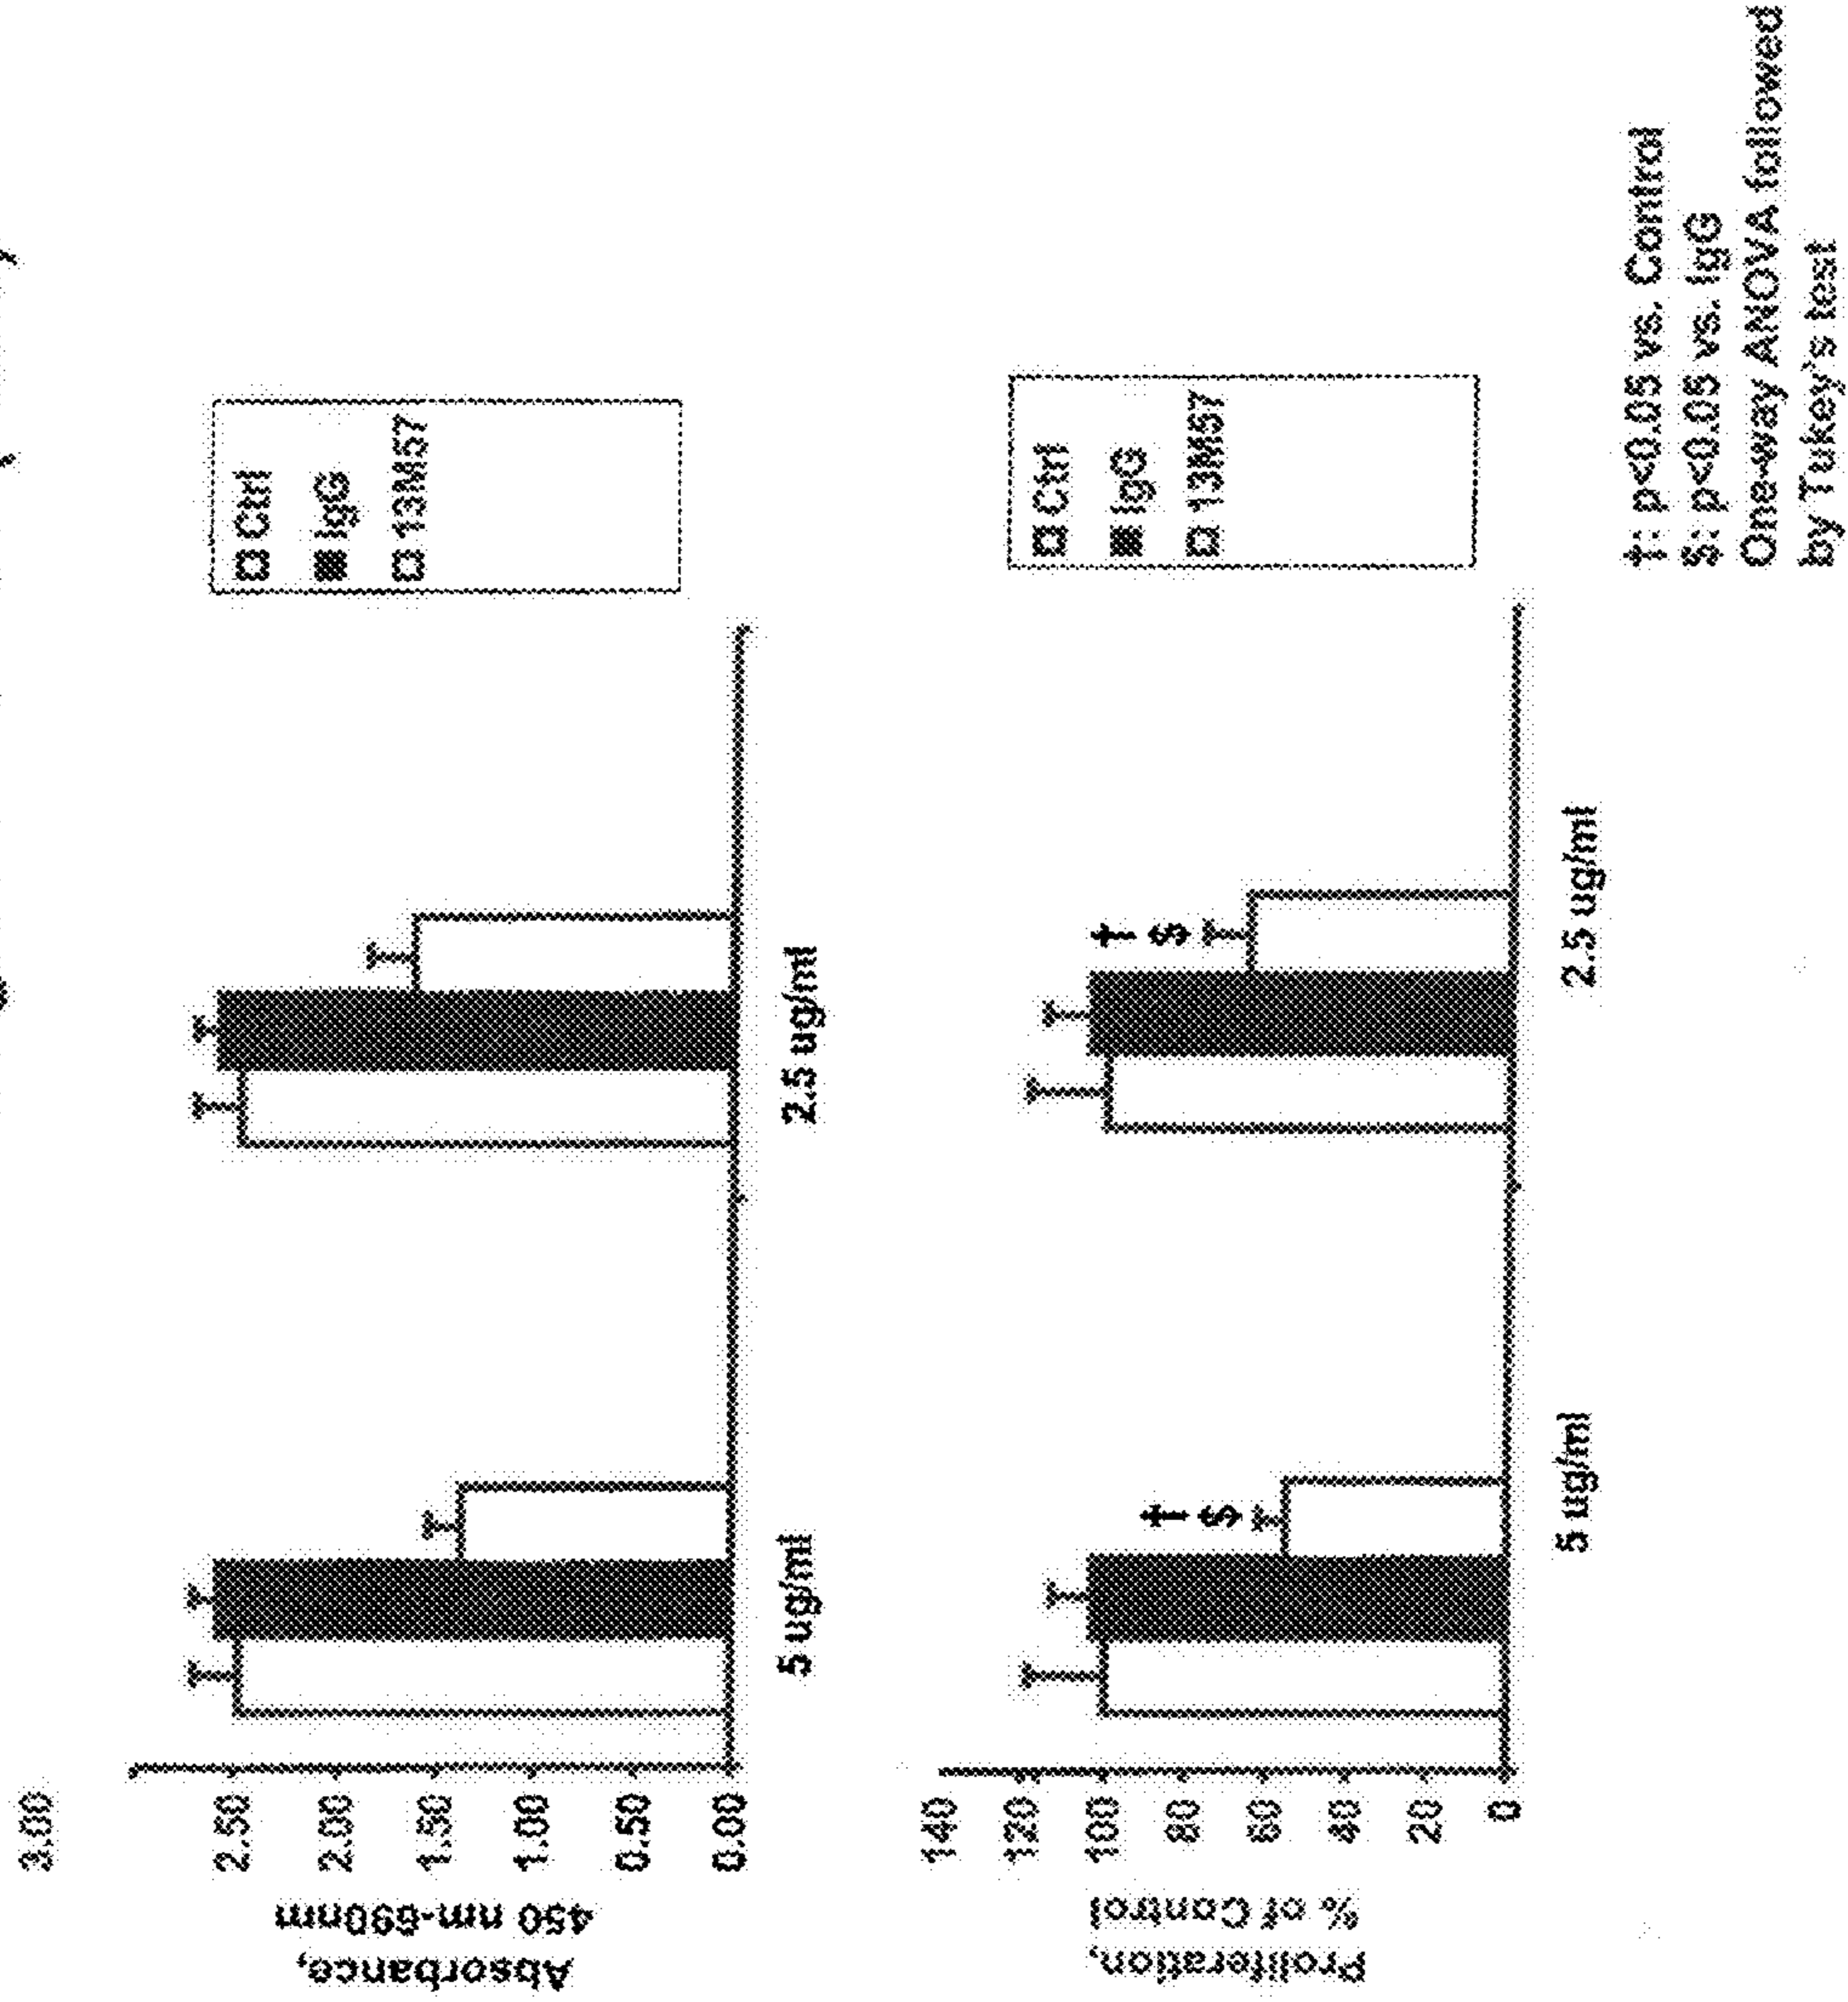 3.00
2.50
2.00
1.50
1.00
0.50
0.00
Absorbance,
450 nm-690nm
5 ug/ml
2.5 ug/ml
Ctrl
IgG
13M57
140
120
100
80
60
40
20
0
Proliferation,
% of Control
†
$
†
$
5 ug/ml
2.5 ug/ml
Ctrl
IgG
13M57
†: p<0.05 vs. Control
$: p<0.05 vs. IgG
One-way ANOVA followed
by Tukey's test